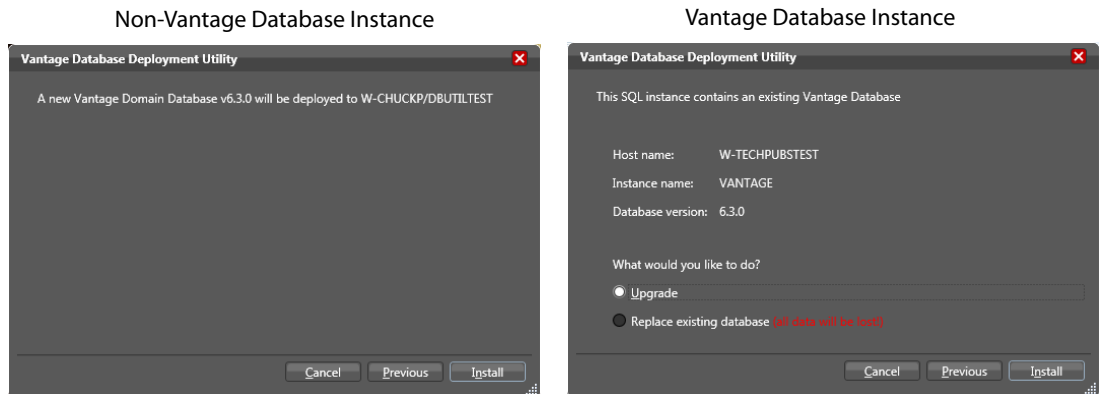 Non-Vantage Database Instance
Vantage Database Deployment Utility
A new Vantage Domain Database v6.3.0 will be deployed to W-CHUCKP/DBUTILTEST
Cancel Previous Install
Vantage Database Instance
Vantage Database Deployment Utility
This SQL instance contains an existing Vantage Database
Host name: W-TECHPUBSTEST
Instance name: VANTAGE
Database version: 6.3.0
What would you like to do?
Upgrade
Replace existing database (all data will be lost!)
Cancel Previous Install